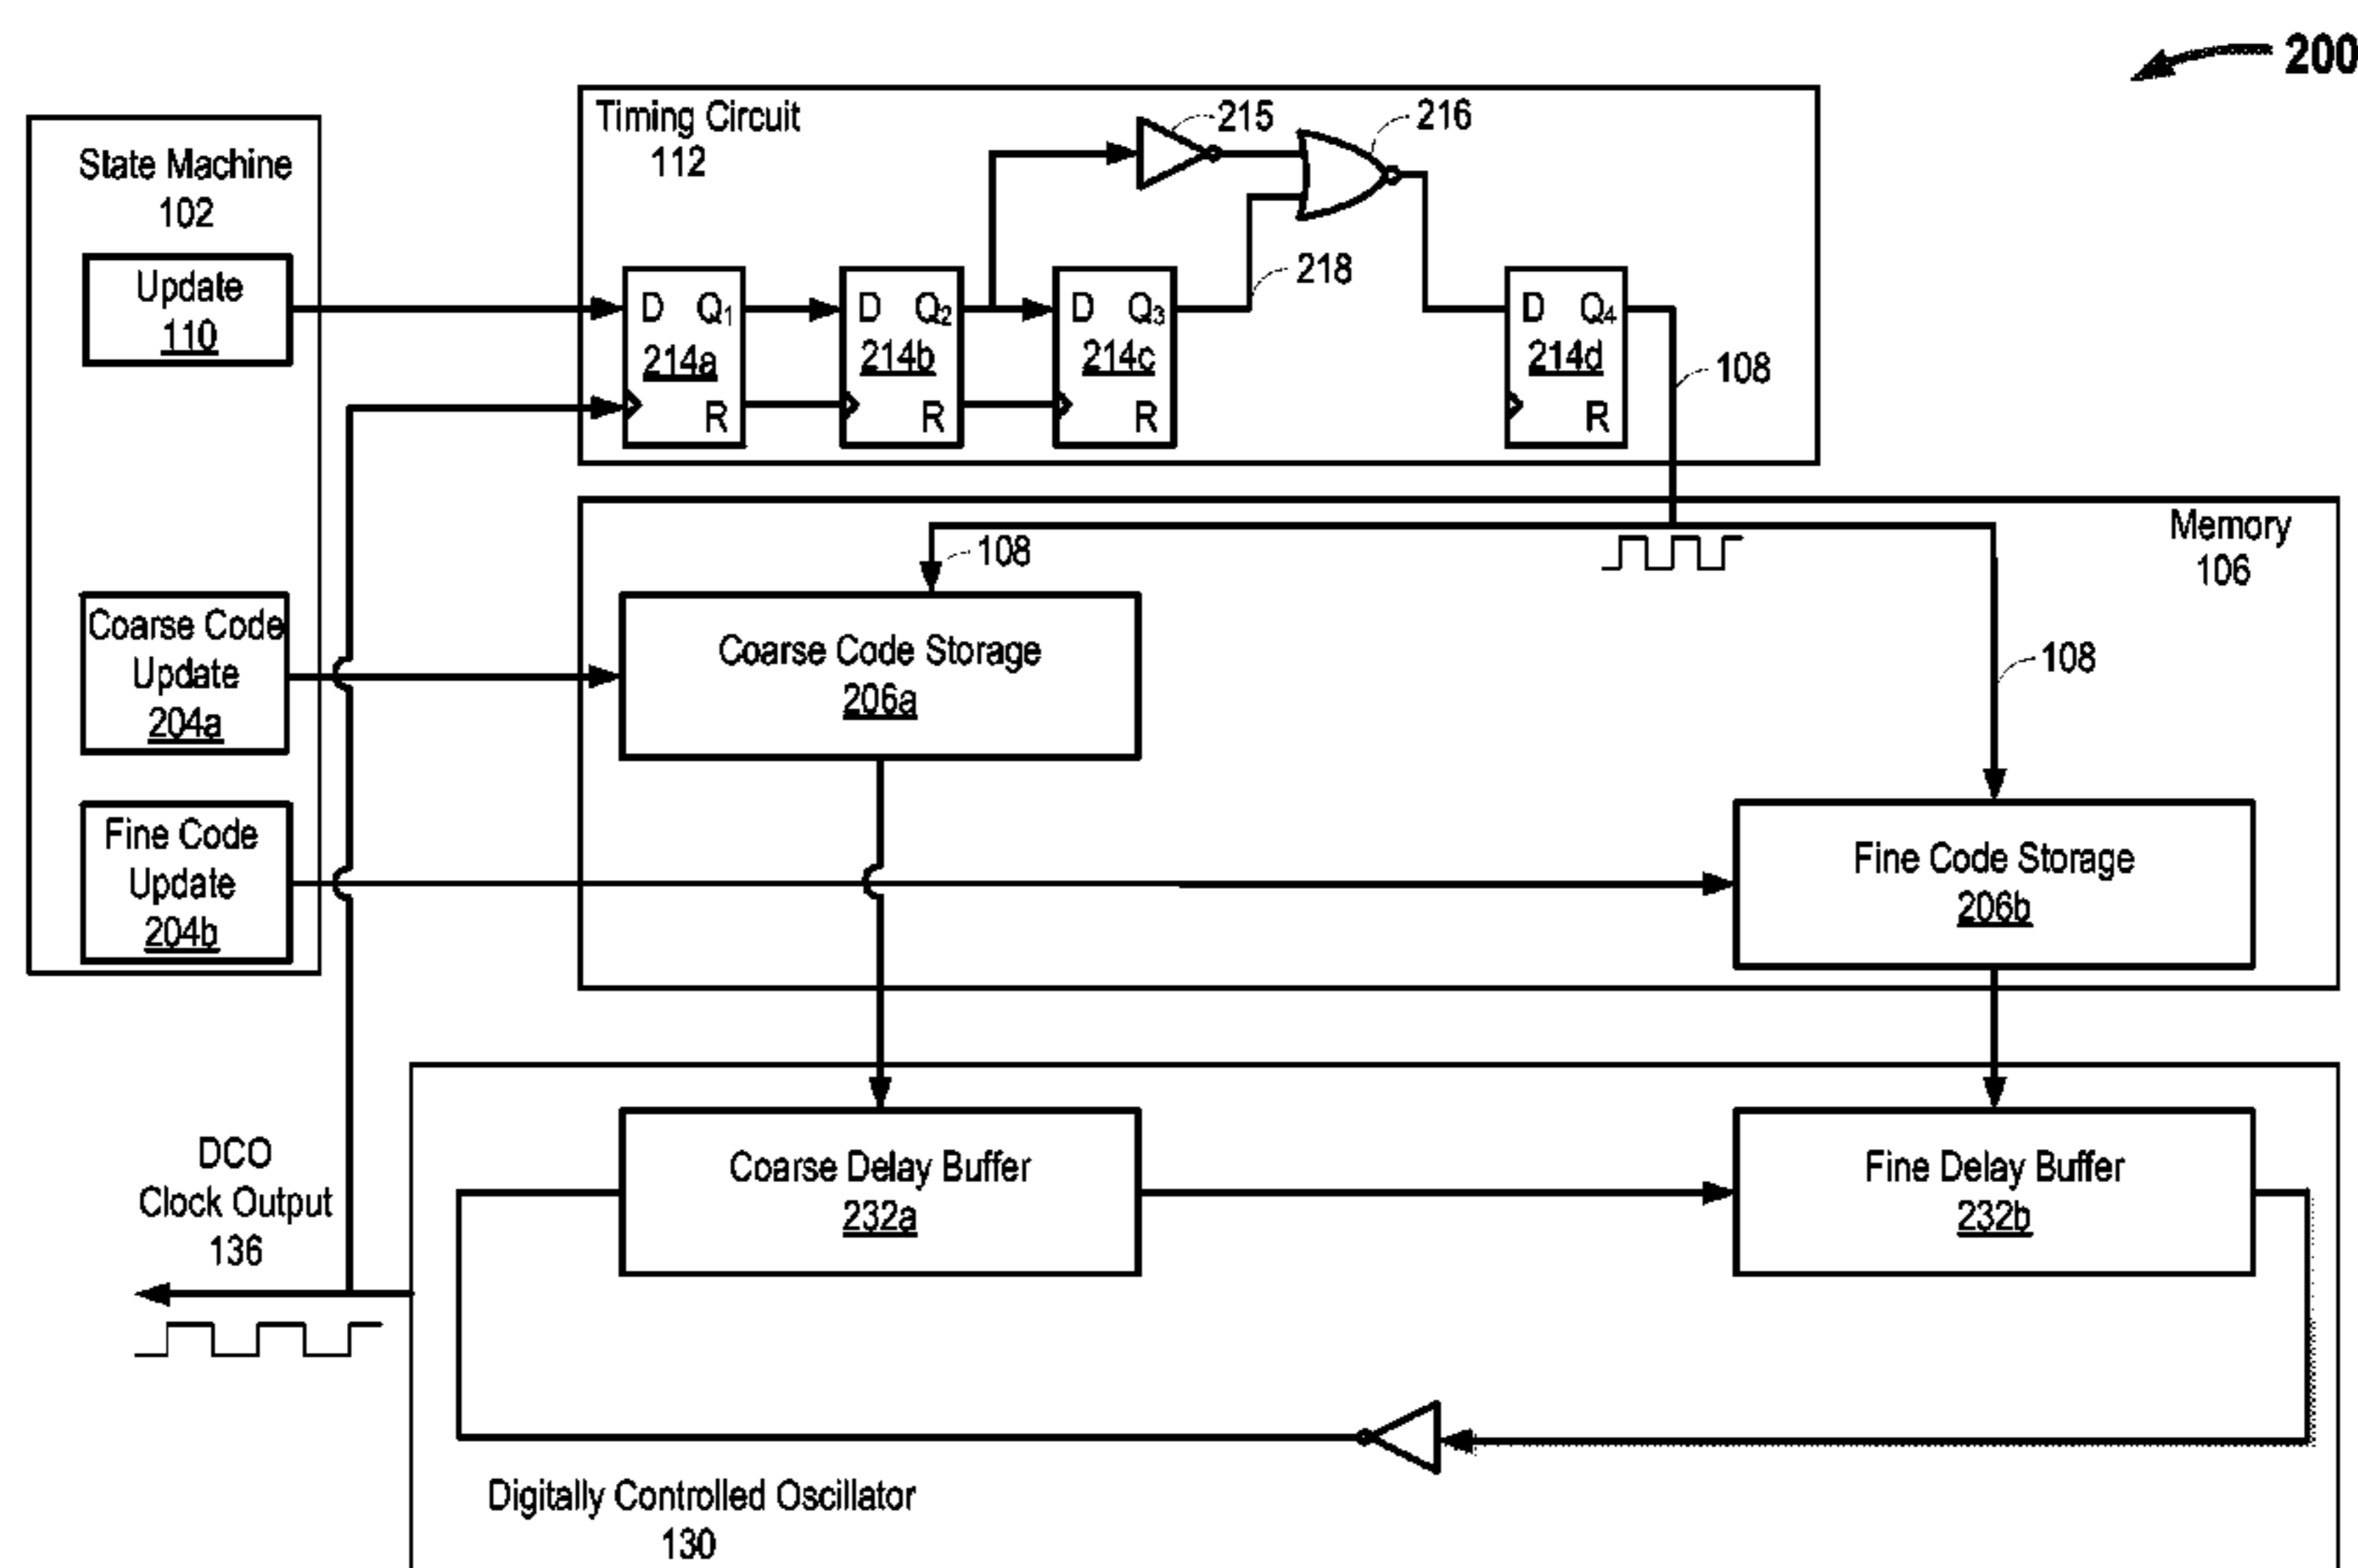 200
State Machine
102
Update
110
Coarse Code
Update
204a
Fine Code
Update
204b
Timing Circuit
112
215
216
218
D Q₁
214a
R
D Q₂
214b
R
D Q₃
214c
R
D Q₄
214d
R
108
Memory
106
108
108
Coarse Code Storage
206a
Fine Code Storage
206b
DCO
Clock Output
136
Coarse Delay Buffer
232a
Fine Delay Buffer
232b
Digitally Controlled Oscillator
130